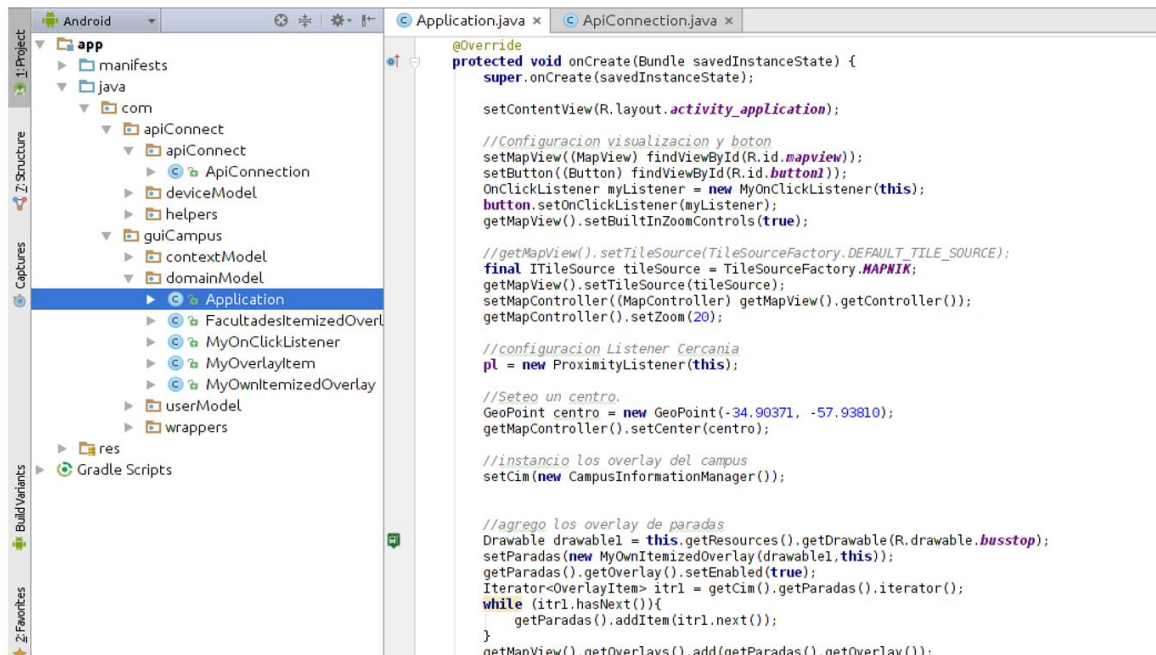 Android
Application.java
ApiConnection.java
1: Project
7: Structure
Captures
Build Variants
2: Favorites
app
manifests
java
com
apiConnect
apiConnect
ApiConnection
deviceModel
helpers
guiCampus
contextModel
domainModel
Application
FacultadesItemizedOverl
MyOnClickListener
MyOverlayItem
MyOwnItemizedOverlay
userModel
wrappers
res
Gradle Scripts
@Override
protected void onCreate(Bundle savedInstanceState) {
super.onCreate(savedInstanceState);
setContentView(R.layout.activity_application);
//Configuracion visualizacion y boton
setMapView((MapView) findViewById(R.id.mapview));
setButton((Button) findViewById(R.id.button1));
OnClickListener myListener = new MyOnClickListener(this);
button.setOnClickListener(myListener);
getMapView().setBuiltInZoomControls(true);
//getMapView().setTileSource(TileSourceFactory.DEFAULT_TILE_SOURCE);
final ITileSource tileSource = TileSourceFactory.MAPNIK;
getMapView().setTileSource(tileSource);
setMapController((MapController) getMapView().getController());
getMapController().setZoom(20);
//configuracion Listener Cercania
pl = new ProximityListener(this);
//Seteo un centro.
GeoPoint centro = new GeoPoint(-34.90371, -57.93810);
getMapController().setCenter(centro);
//instancio los overlay del campus
setCim(new CampusInformationManager());
//agrego los overlay de paradas
Drawable drawable1 = this.getResources().getDrawable(R.drawable.busstop);
setParadas(new MyOwnItemizedOverlay(drawable1,this));
getParadas().getOverlay().setEnabled(true);
Iterator<OverlayItem> itr1 = getCim().getParadas().iterator();
while (itr1.hasNext()){
getParadas().addItem(itr1.next());
}
getMapView().getOverlays().add(getParadas().getOverlay());